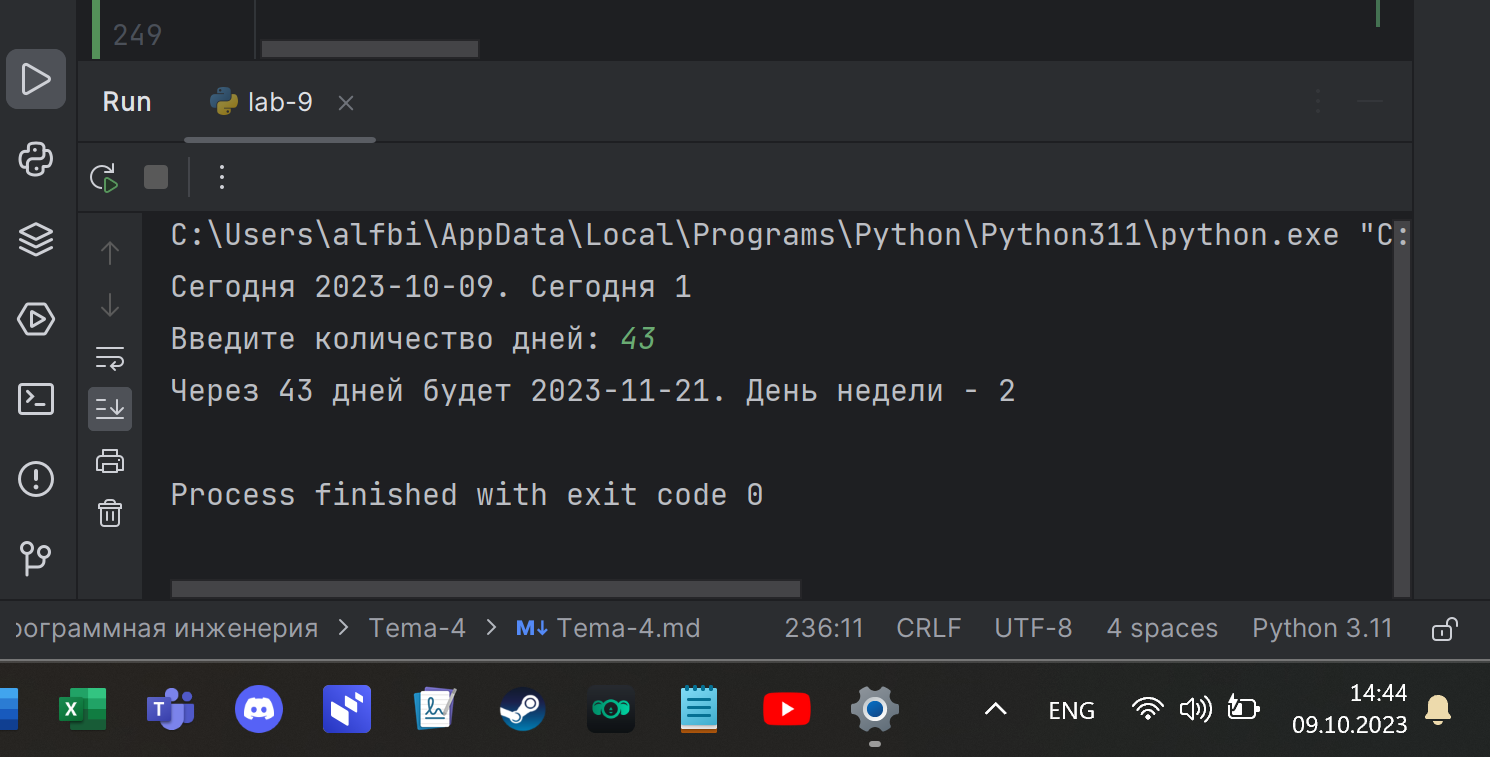 249
Run
lab-9
C:\Users\alfbi\AppData\Local\Programs\Python\Python311\python.exe "C:
Сегодня 2023-10-09. Сегодня 1
Введите количество дней: 43
Через 43 дней будет 2023-11-21. День недели - 2
Process finished with exit code 0
рограммная инженерия > Tema-4 > M↓ Tema-4.md 236:11 CRLF UTF-8 4 spaces Python 3.11
ENG
14:44
09.10.2023